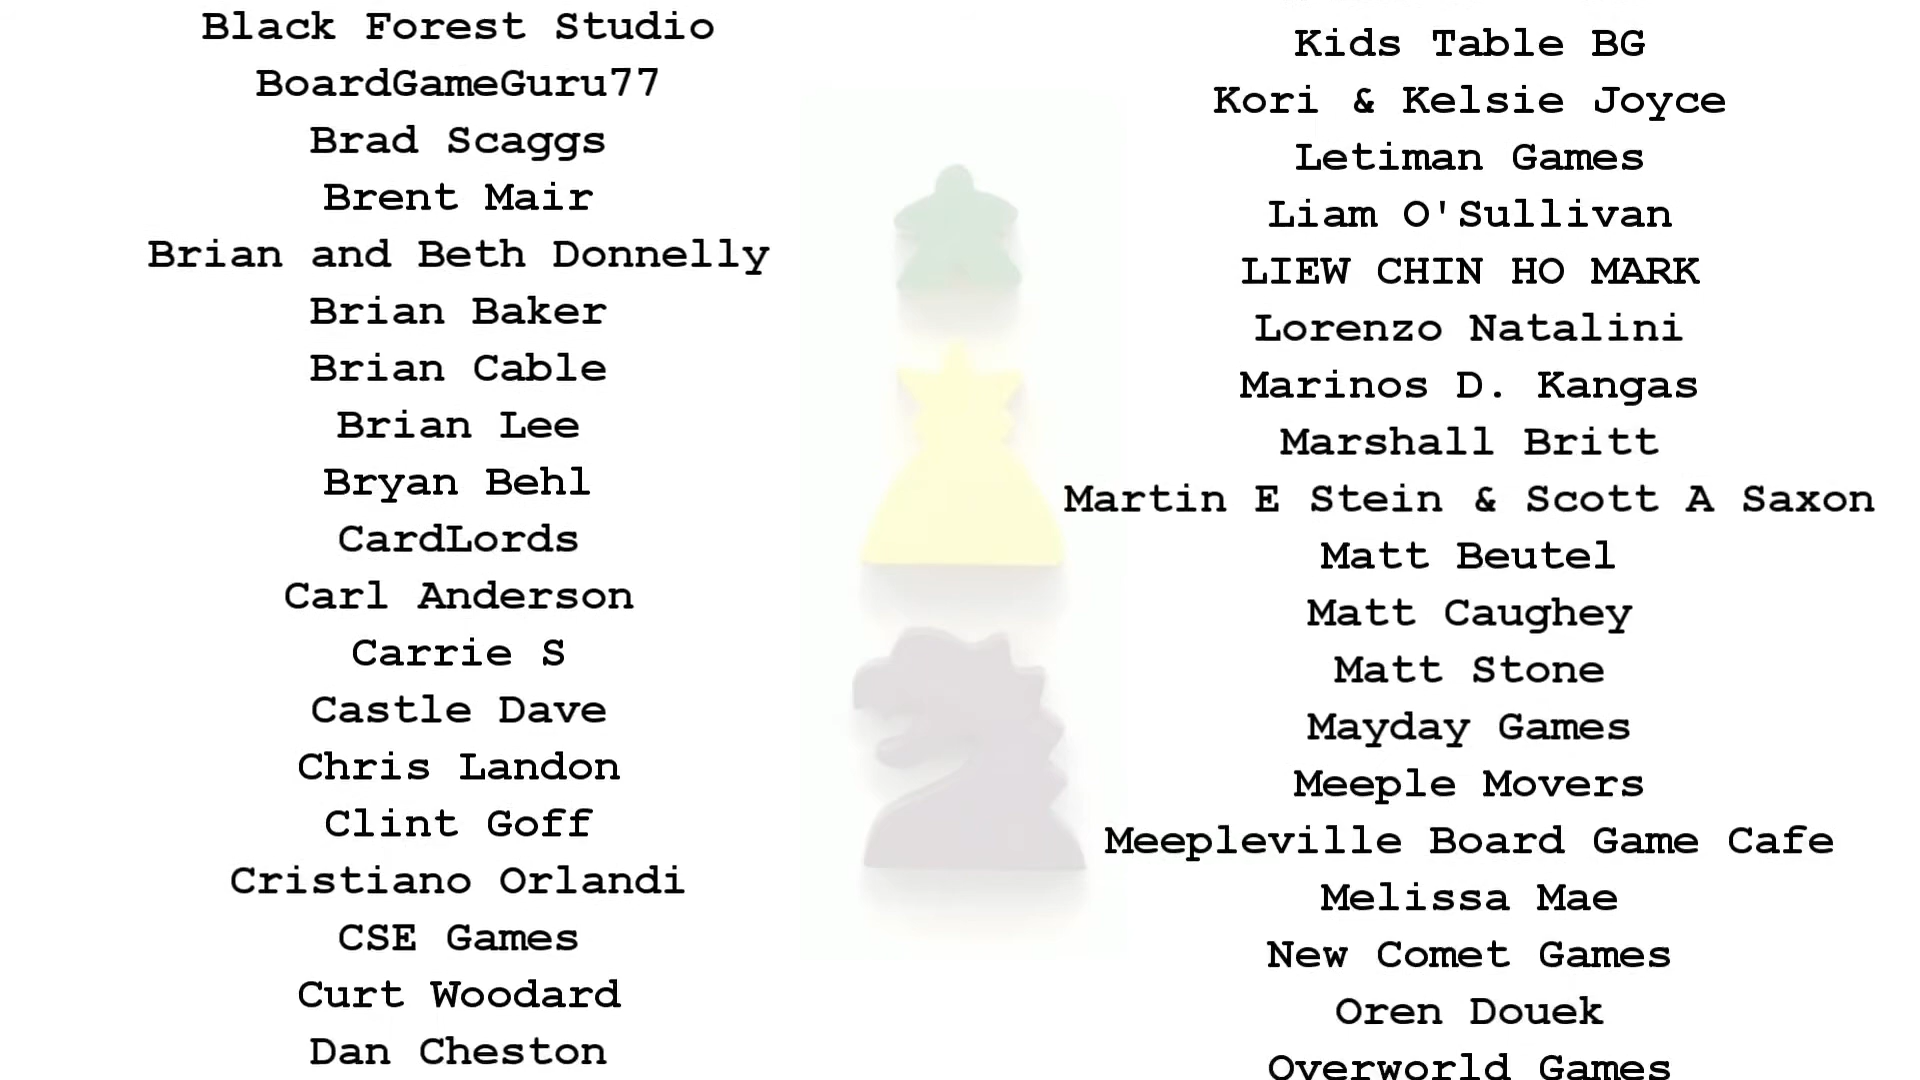 Black Forest Studio
BoardGameGuru77
Brad Scaggs
Brent Mair
Brian and Beth Donnelly
Brian Baker
Brian Cable
Brian Lee
Bryan Behl
CardLords
Carl Anderson
Carrie S
Castle Dave
Chris Landon
Clint Goff
Cristiano Orlandi
CSE Games
Curt Woodard
Dan Cheston
Kids Table BG
Kori & Kelsie Joyce
Letiman Games
Liam O'Sullivan
LIEW CHIN HO MARK
Lorenzo Natalini
Marinos D. Kangas
Marshall Britt
Martin E Stein & Scott A Saxon
Matt Beutel
Matt Caughey
Matt Stone
Mayday Games
Meeple Movers
Meepleville Board Game Cafe
Melissa Mae
New Comet Games
Oren Douek
Overworld Games